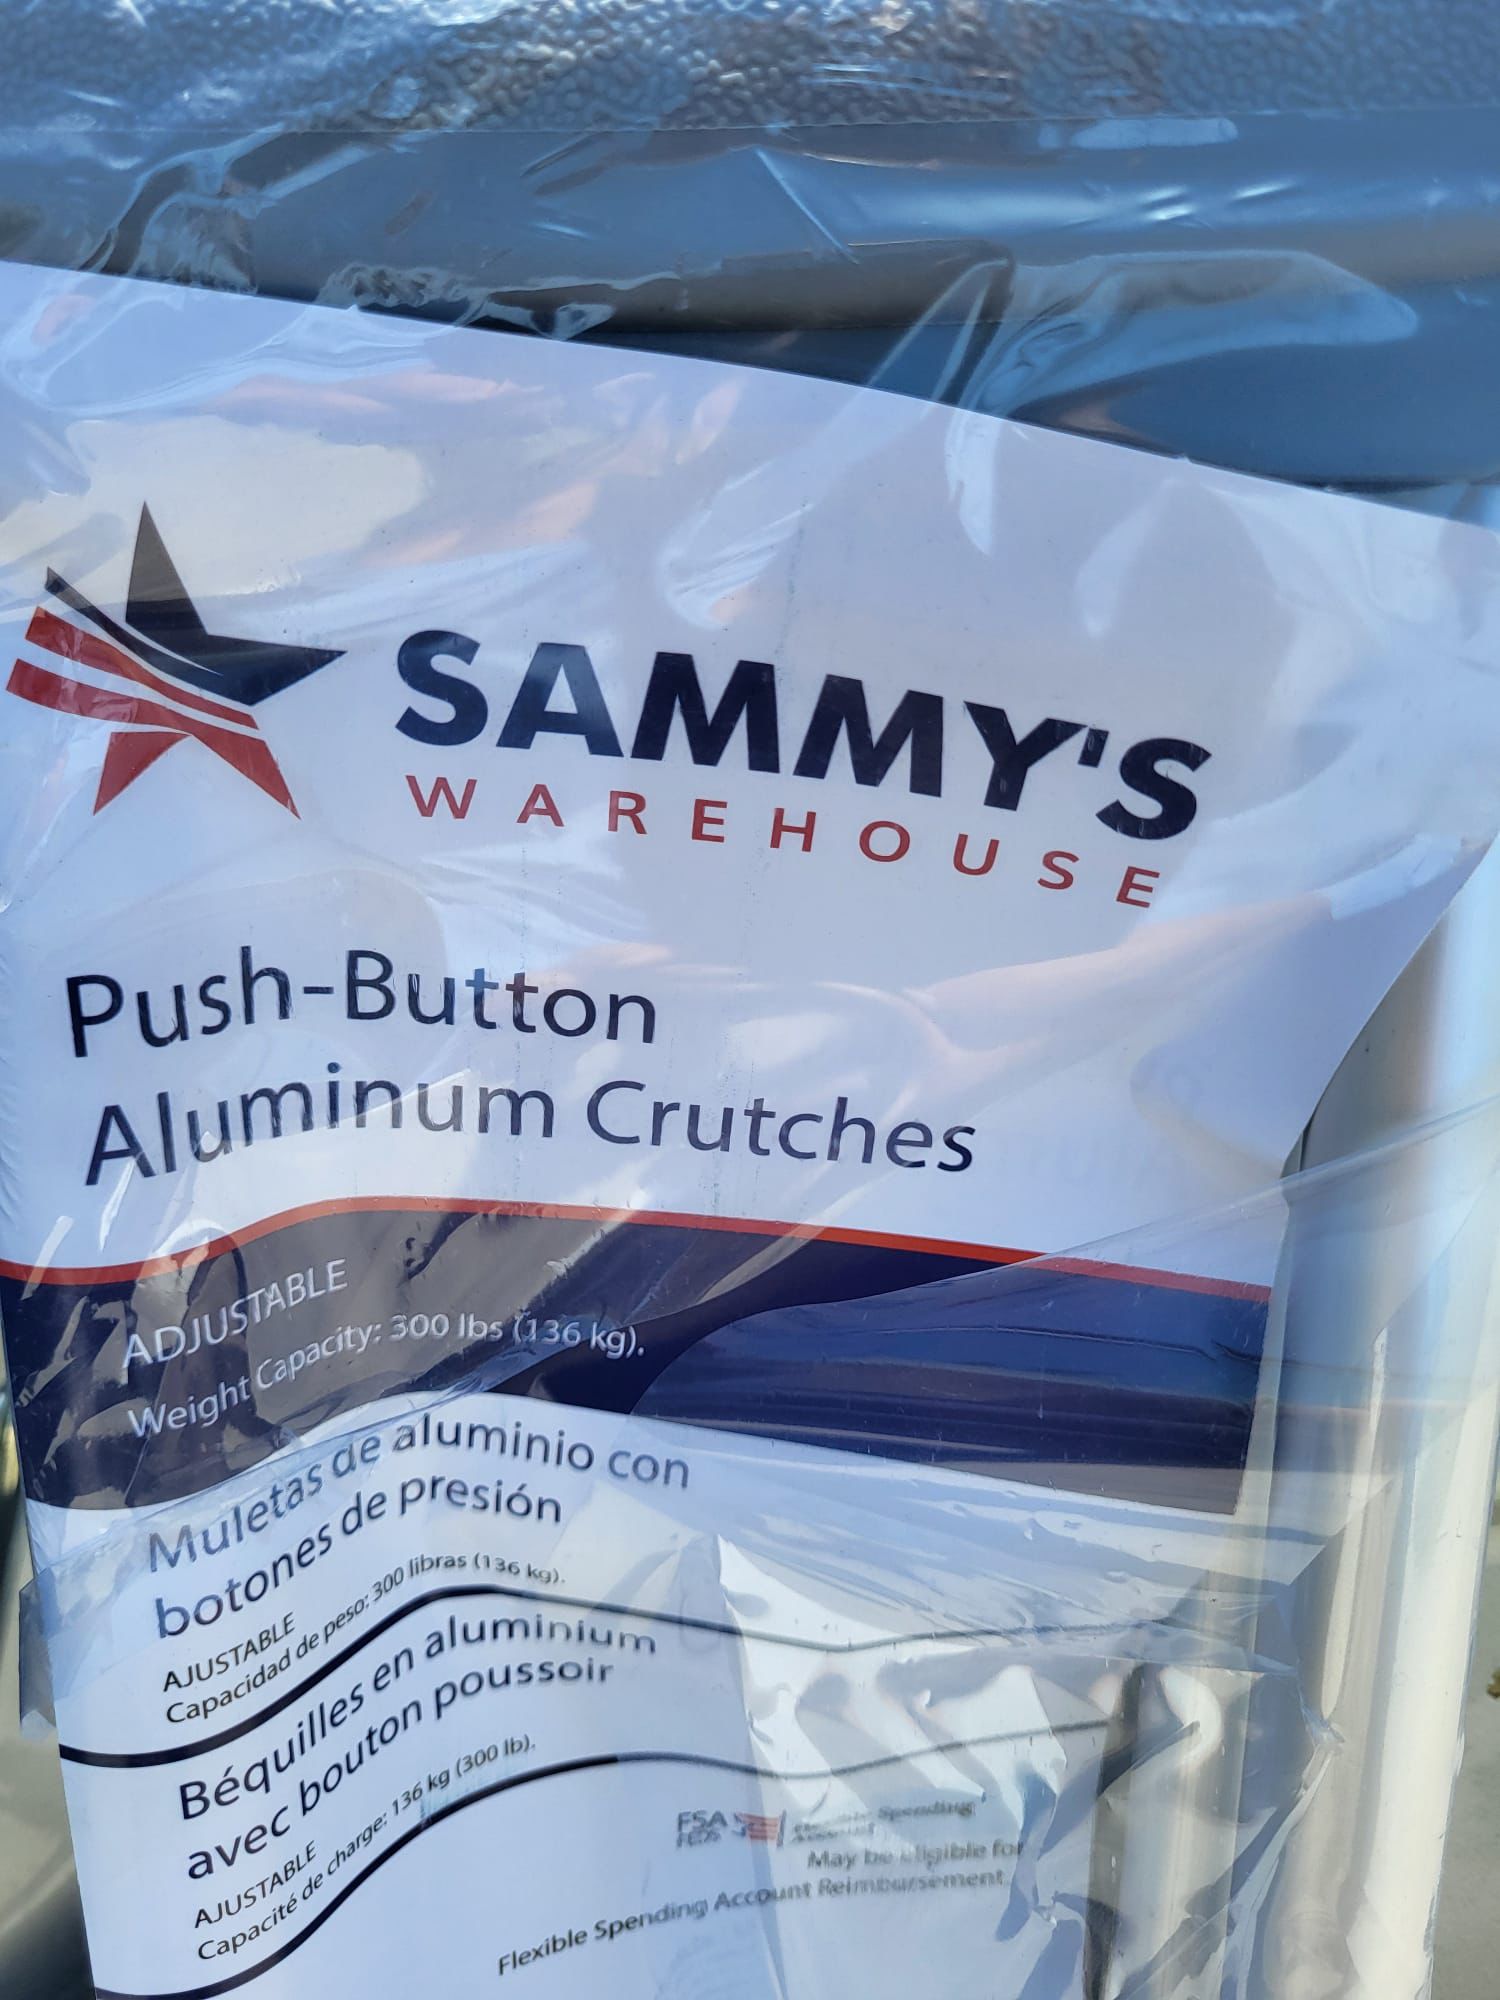 SAMMY'S
WAREHOUSE
Push-Button
Aluminum Crutches
ADJUSTABLE
Weight Capacity: 300 lbs (136 kg).
Muletas de aluminio con
botones de presión
AJUSTABLE
Capacidad de peso: 300 libras (136 kg).
Béquilles en aluminium
avec bouton poussoir
AJUSTABLE
Capacité de charge: 136 kg (300 lb).
FSA
Spending
May be eligible for
Flexible Spending Account Reimbursement